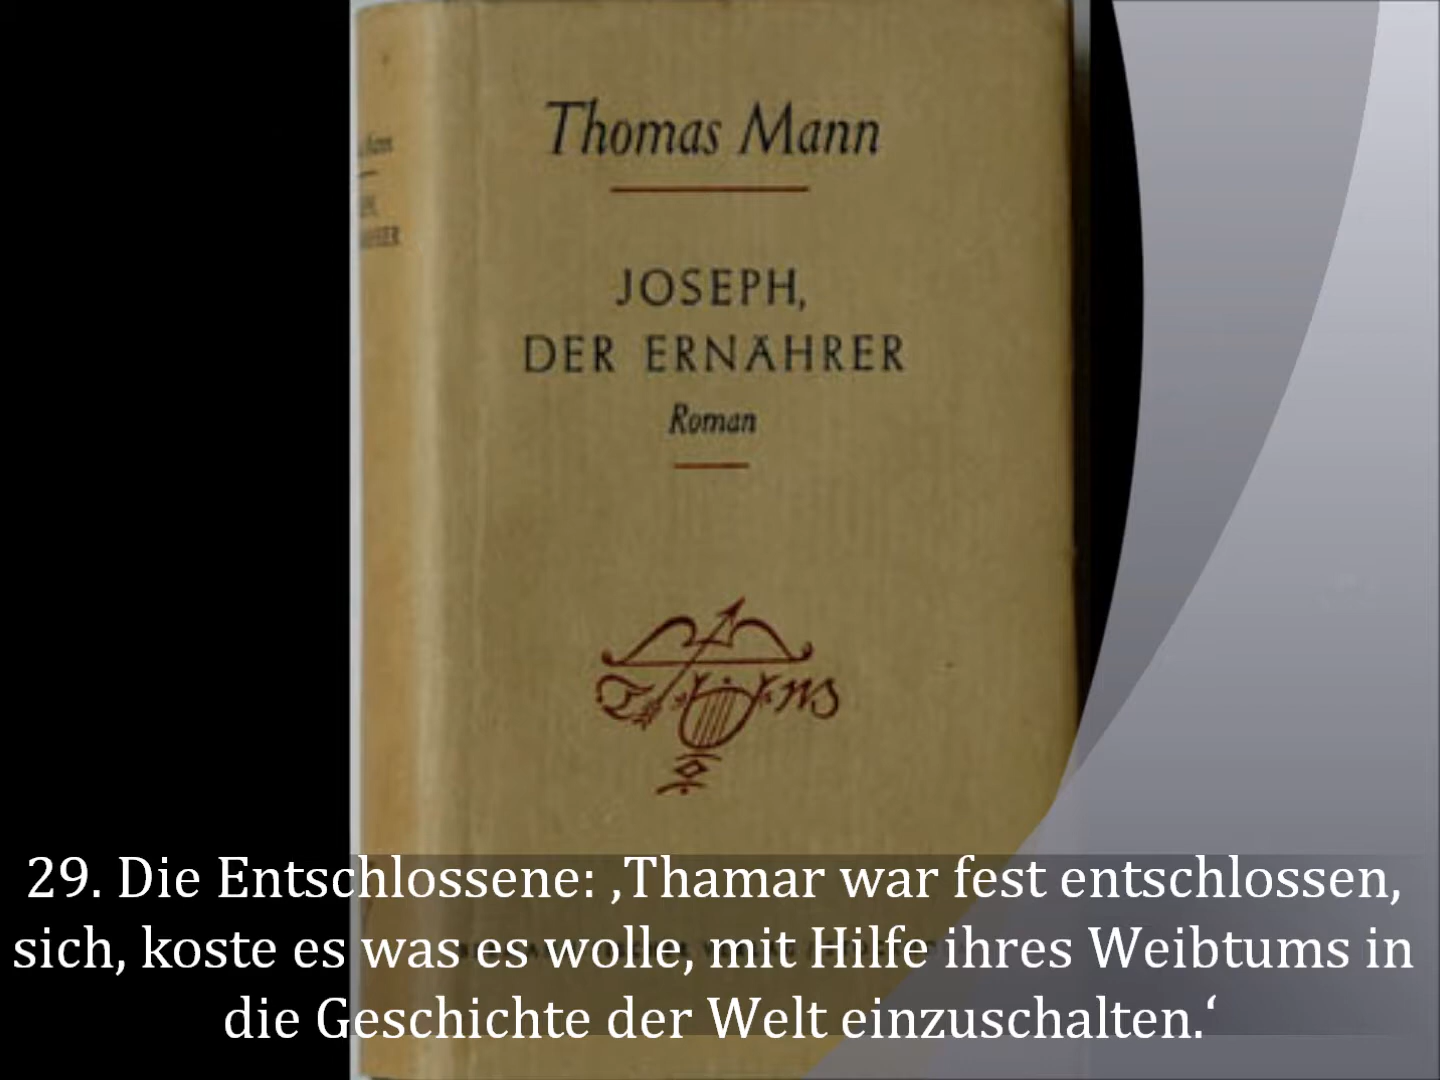 Thomas Mann
JOSEPH,
DER ERNÄHRER
Roman
29. Die Entschlossene: ‚Thamar war fest entschlossen,
sich, koste es was es wolle, mit Hilfe ihres Weibtums in
die Geschichte der Welt einzuschalten.‘